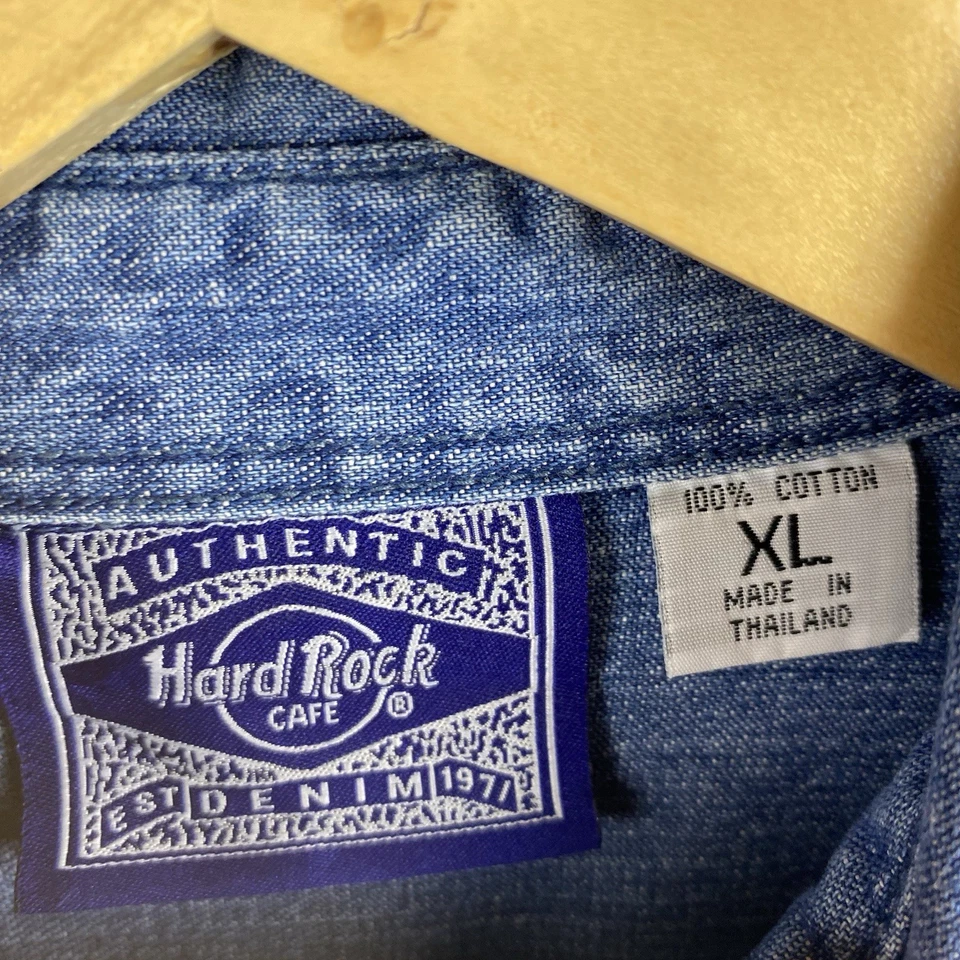 AUTHENTIC
Hard Rock
CAFE ®
EST DENIM 1971
100% COTTON
XL
MADE IN
THAILAND